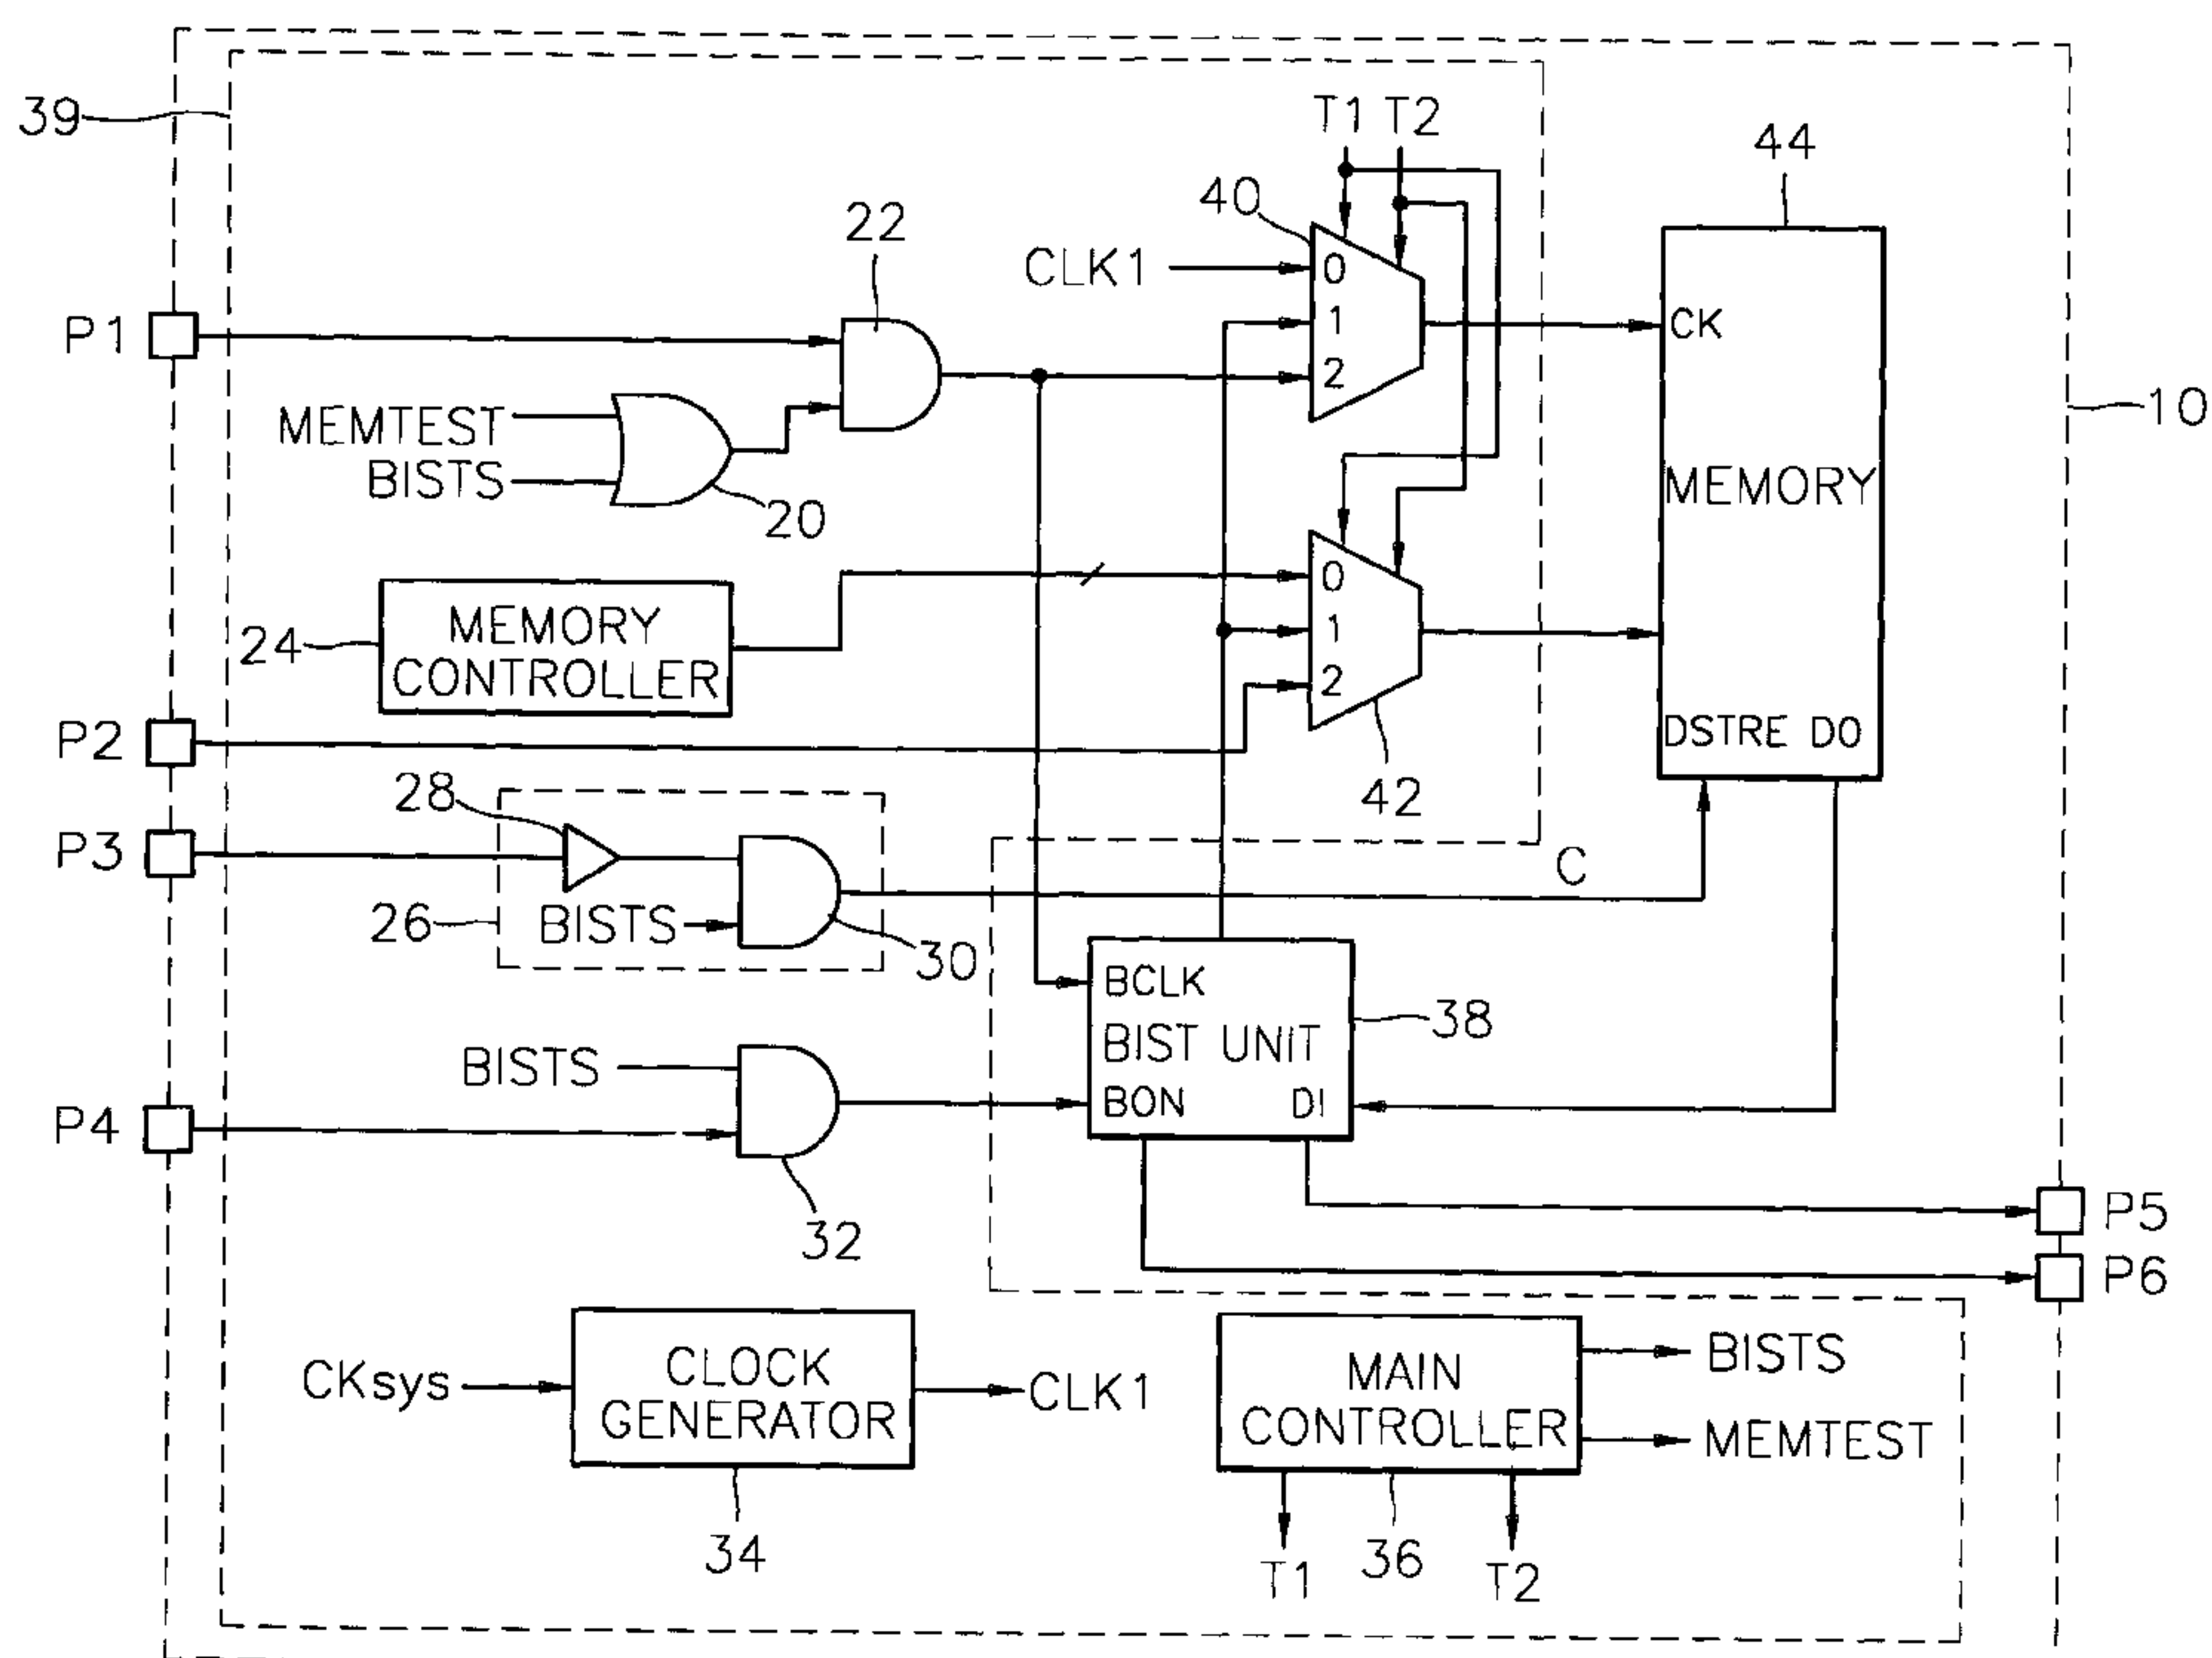 39
T1 T2
44
40
22
CLK1
0
1
2
CK
P1
10
MEMTEST
BISTS
20
MEMORY
0
1
2
24
MEMORY
CONTROLLER
P2
DSTRE DO
42
28
P3
C
26
BISTS
30
BCLK
BIST UNIT
BON DI
38
BISTS
P4
32
P5
P6
CKsys
CLOCK
GENERATOR
CLK1
34
MAIN
CONTROLLER
BISTS
MEMTEST
T1
36
T2